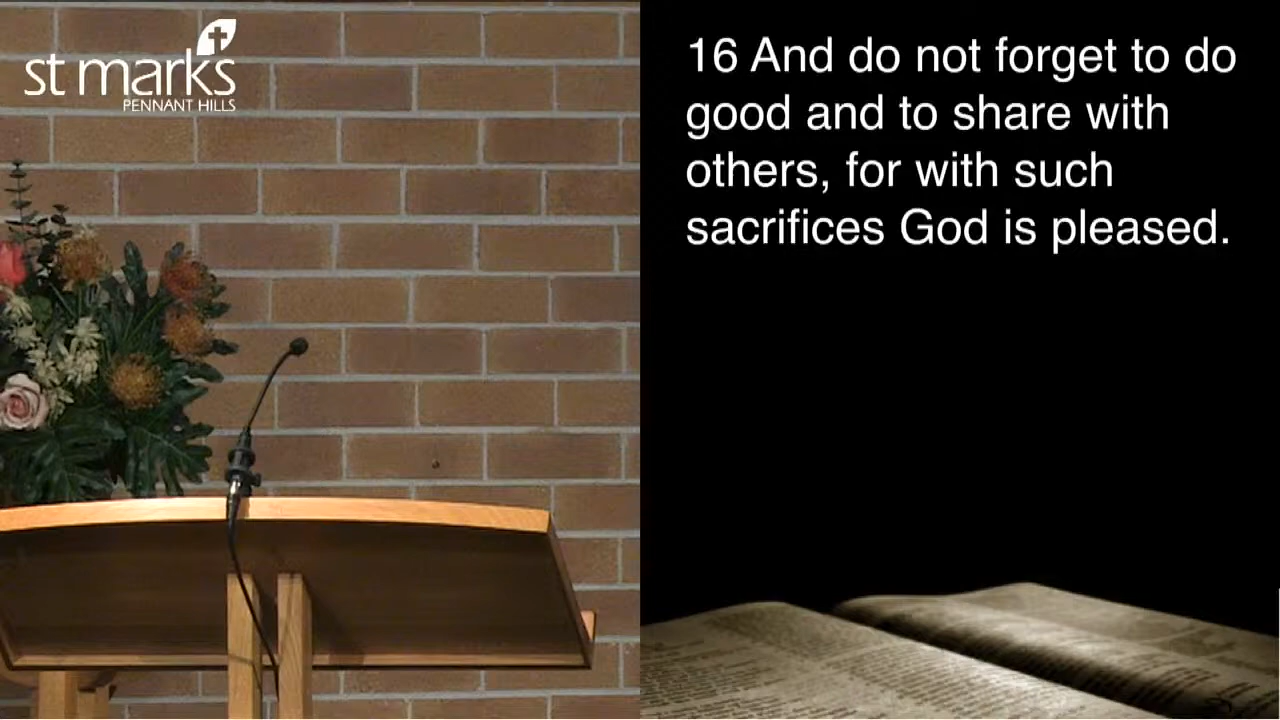 st marks
PENNANT HILLS
16 And do not forget to do
good and to share with
others, for with such
sacrifices God is pleased.